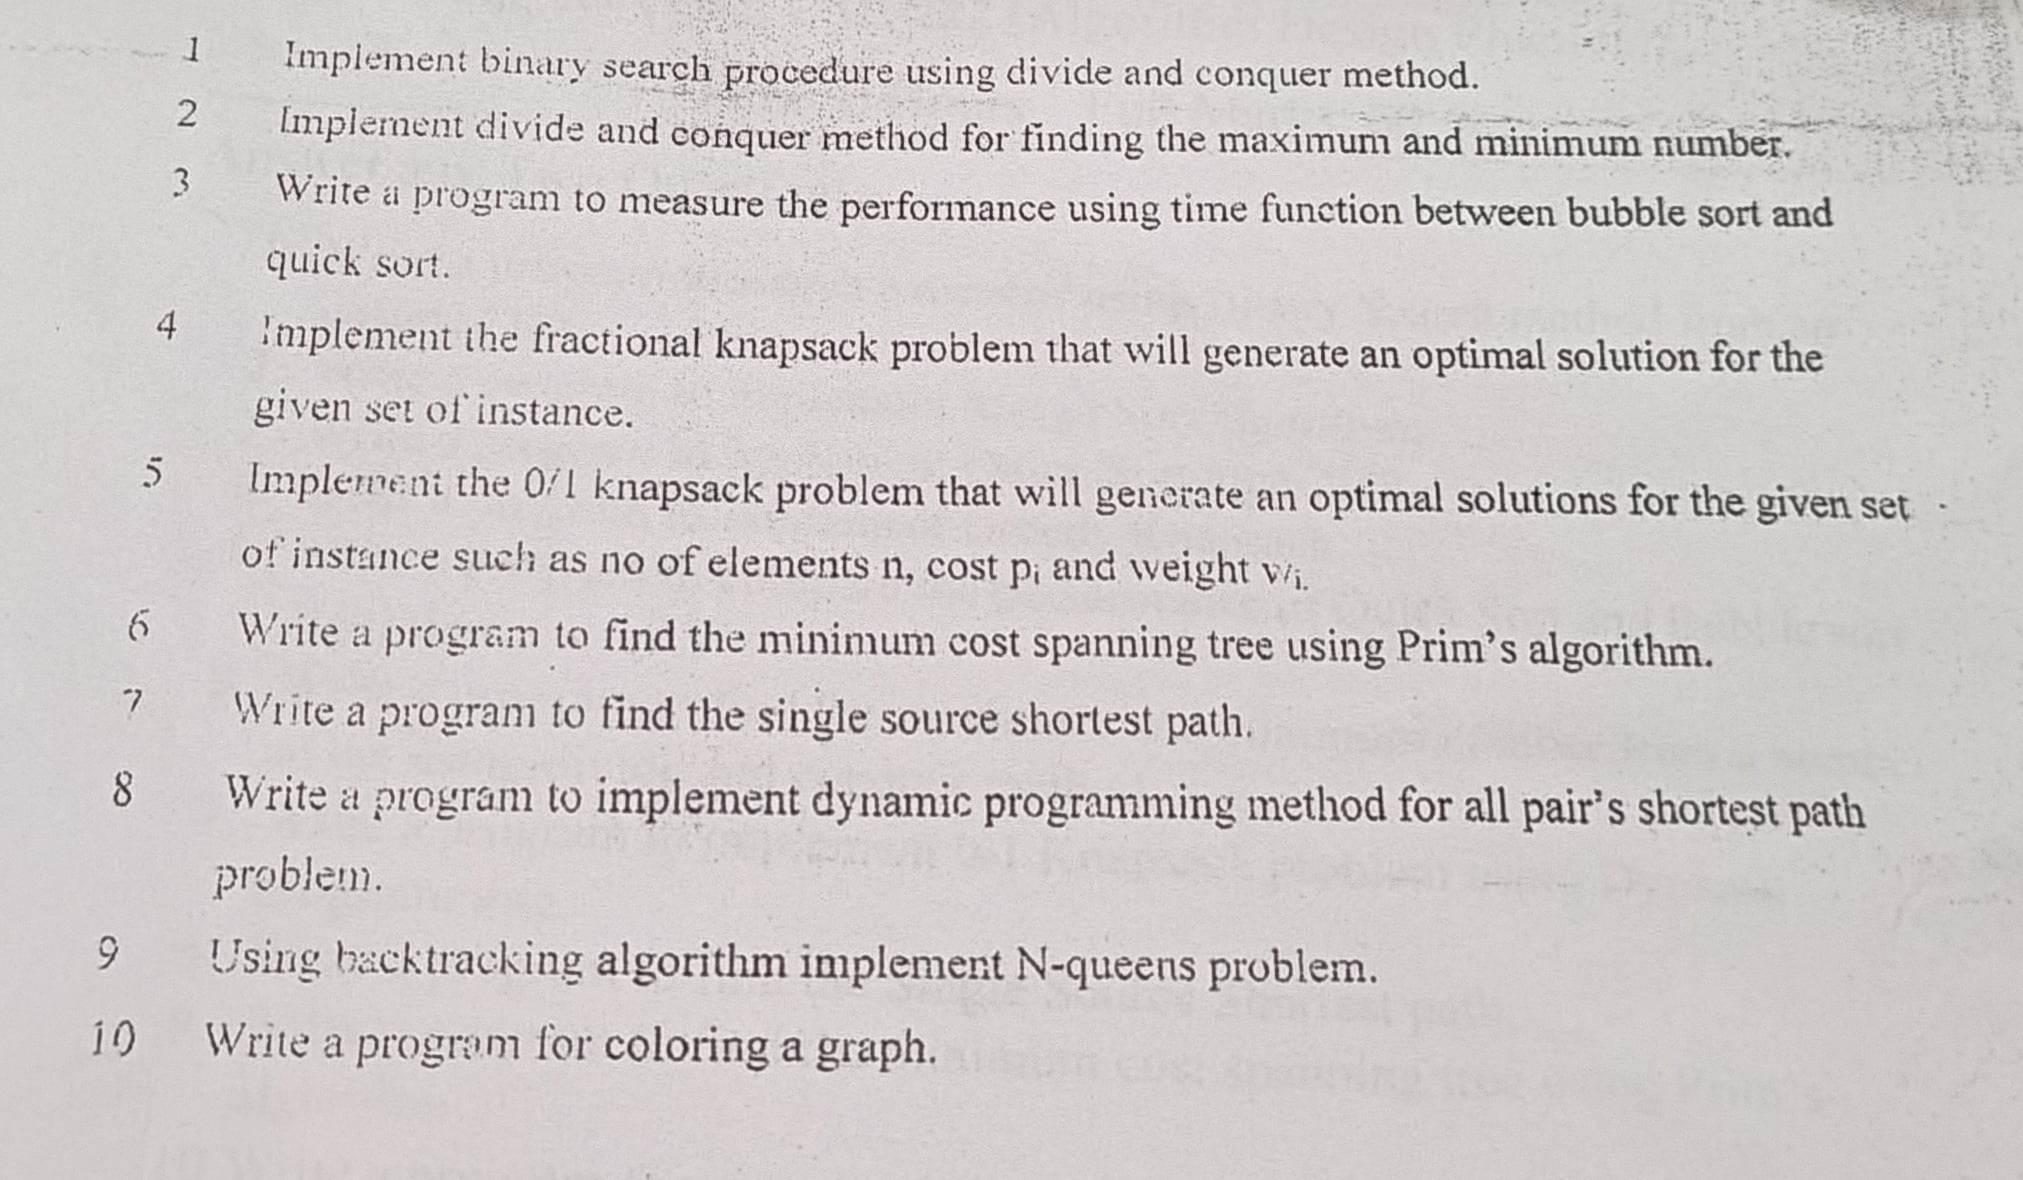 1 Implement binary search procedure using divide and conquer method.
2 Implement divide and conquer method for finding the maximum and minimum number.
3 Write a program to measure the performance using time function between bubble sort and
quick sort.
4 Implement the fractional knapsack problem that will generate an optimal solution for the
given set of instance.
5 Implement the 0/1 knapsack problem that will generate an optimal solutions for the given set
of instance such as no of elements n, cost pᵢ and weight wᵢ.
6 Write a program to find the minimum cost spanning tree using Prim's algorithm.
7 Write a program to find the single source shortest path.
8 Write a program to implement dynamic programming method for all pair's shortest path
problem.
9 Using backtracking algorithm implement N-queens problem.
10 Write a program for coloring a graph.